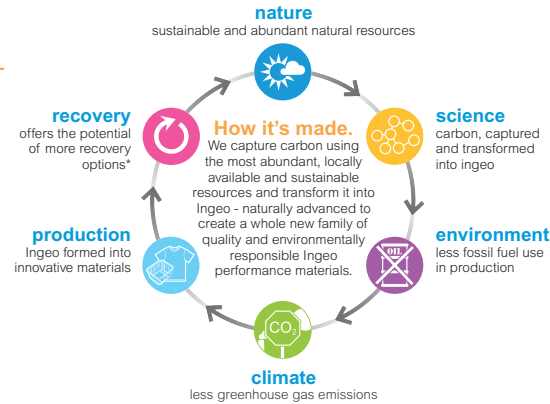 nature
sustainable and abundant natural resources
recovery
offers the potential
of more recovery
options*
How it's made.
We capture carbon using
the most abundant, locally
available and sustainable
resources and transform it into
Ingeo - naturally advanced to
create a whole new family of
quality and environmentally
responsible Ingeo
performance materials.
science
carbon, captured
and transformed
into ingeo
production
Ingeo formed into
innovative materials
OIL
environment
less fossil fuel use
in production
CO₂
climate
less greenhouse gas emissions